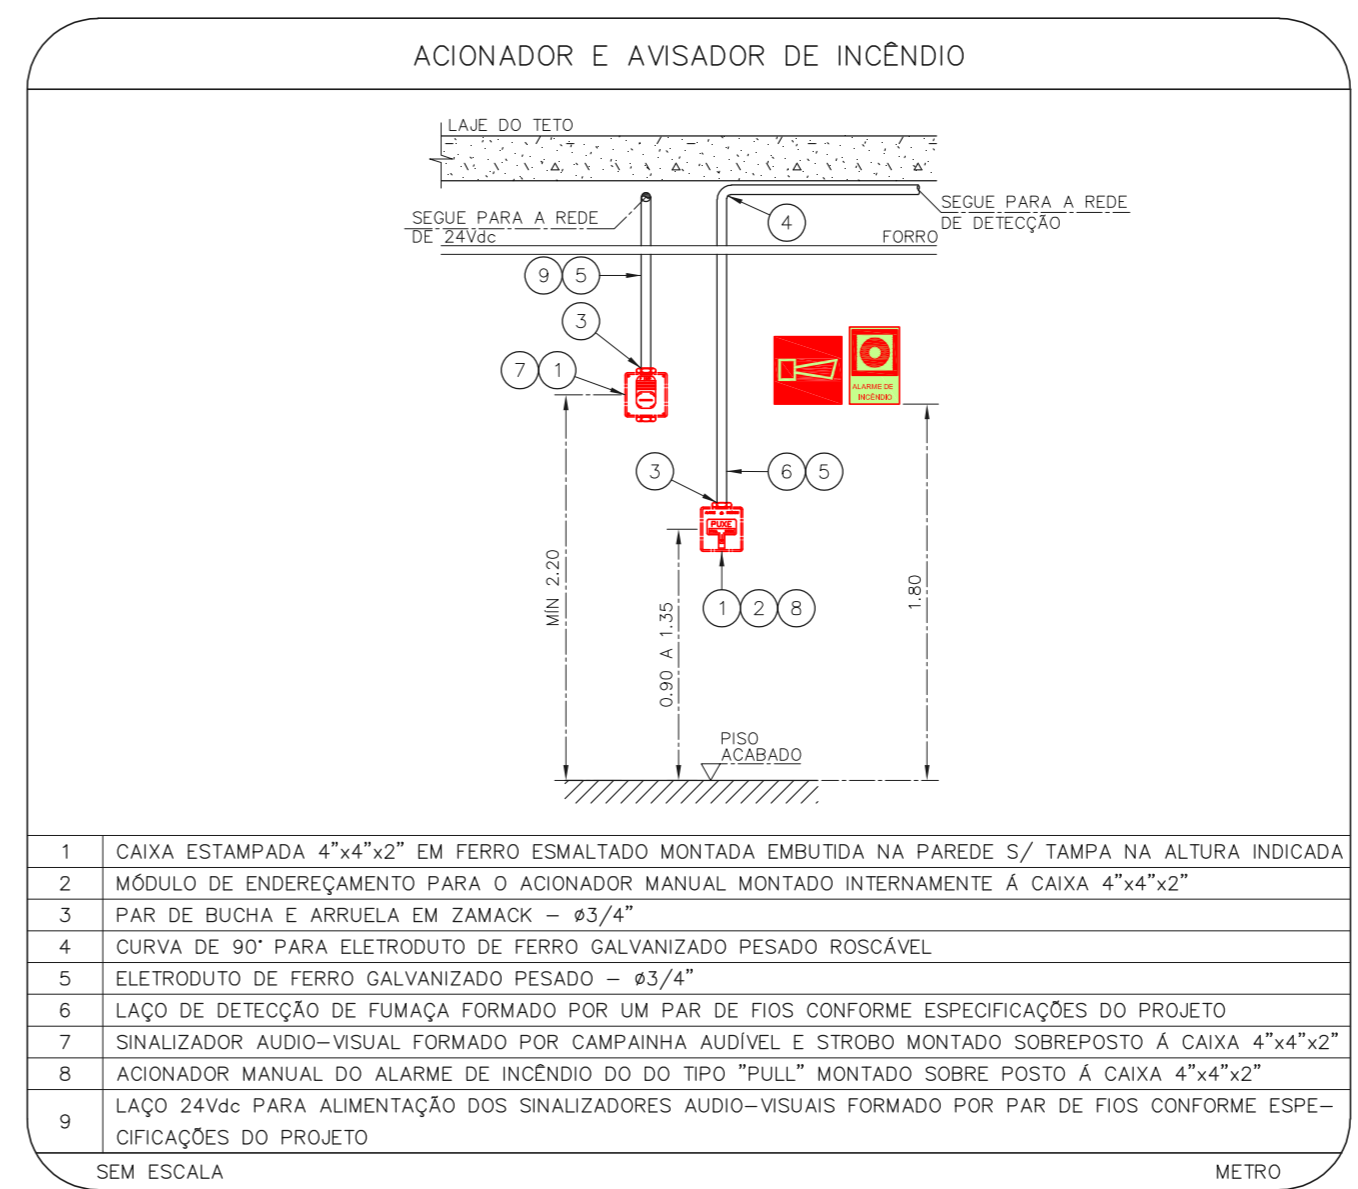 ACIONADOR E AVISADOR DE INCÊNDIO
LAJE DO TETO
SEGUE PARA A REDE
DE 24Vdc
4
SEGUE PARA A REDE
DE DETECÇÃO
FORRO
9 5
3
7 1
ALARME DE
INCÊNDIO
3
6 5
PUXE
1 2 8
MÍN 2.20
0.90 A 1.35
1.80
PISO
ACABADO
1 CAIXA ESTAMPADA 4"x4"x2" EM FERRO ESMALTADO MONTADA EMBUTIDA NA PAREDE S/ TAMPA NA ALTURA INDICADA
2 MÓDULO DE ENDEREÇAMENTO PARA O ACIONADOR MANUAL MONTADO INTERNAMENTE Á CAIXA 4"x4"x2"
3 PAR DE BUCHA E ARRUELA EM ZAMACK – ø3/4"
4 CURVA DE 90° PARA ELETRODUTO DE FERRO GALVANIZADO PESADO ROSCÁVEL
5 ELETRODUTO DE FERRO GALVANIZADO PESADO – ø3/4"
6 LAÇO DE DETECÇÃO DE FUMAÇA FORMADO POR UM PAR DE FIOS CONFORME ESPECIFICAÇÕES DO PROJETO
7 SINALIZADOR AUDIO–VISUAL FORMADO POR CAMPAINHA AUDÍVEL E STROBO MONTADO SOBREPOSTO Á CAIXA 4"x4"x2"
8 ACIONADOR MANUAL DO ALARME DE INCÊNDIO DO DO TIPO "PULL" MONTADO SOBRE POSTO Á CAIXA 4"x4"x2"
9 LAÇO 24Vdc PARA ALIMENTAÇÃO DOS SINALIZADORES AUDIO–VISUAIS FORMADO POR PAR DE FIOS CONFORME ESPE–
CIFICAÇÕES DO PROJETO
SEM ESCALA
METRO